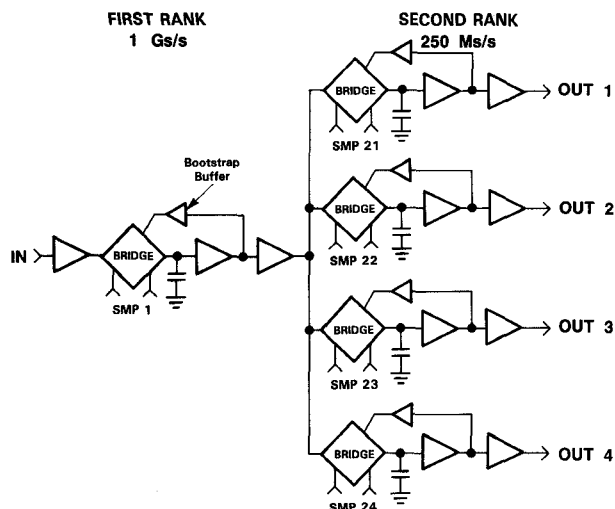 FIRST RANK
1 Gs/s
SECOND RANK
250 Ms/s
BRIDGE
SMP 21
OUT 1
Bootstrap
Buffer
BRIDGE
SMP 22
OUT 2
IN
BRIDGE
SMP 1
BRIDGE
SMP 23
OUT 3
BRIDGE
SMP 24
OUT 4